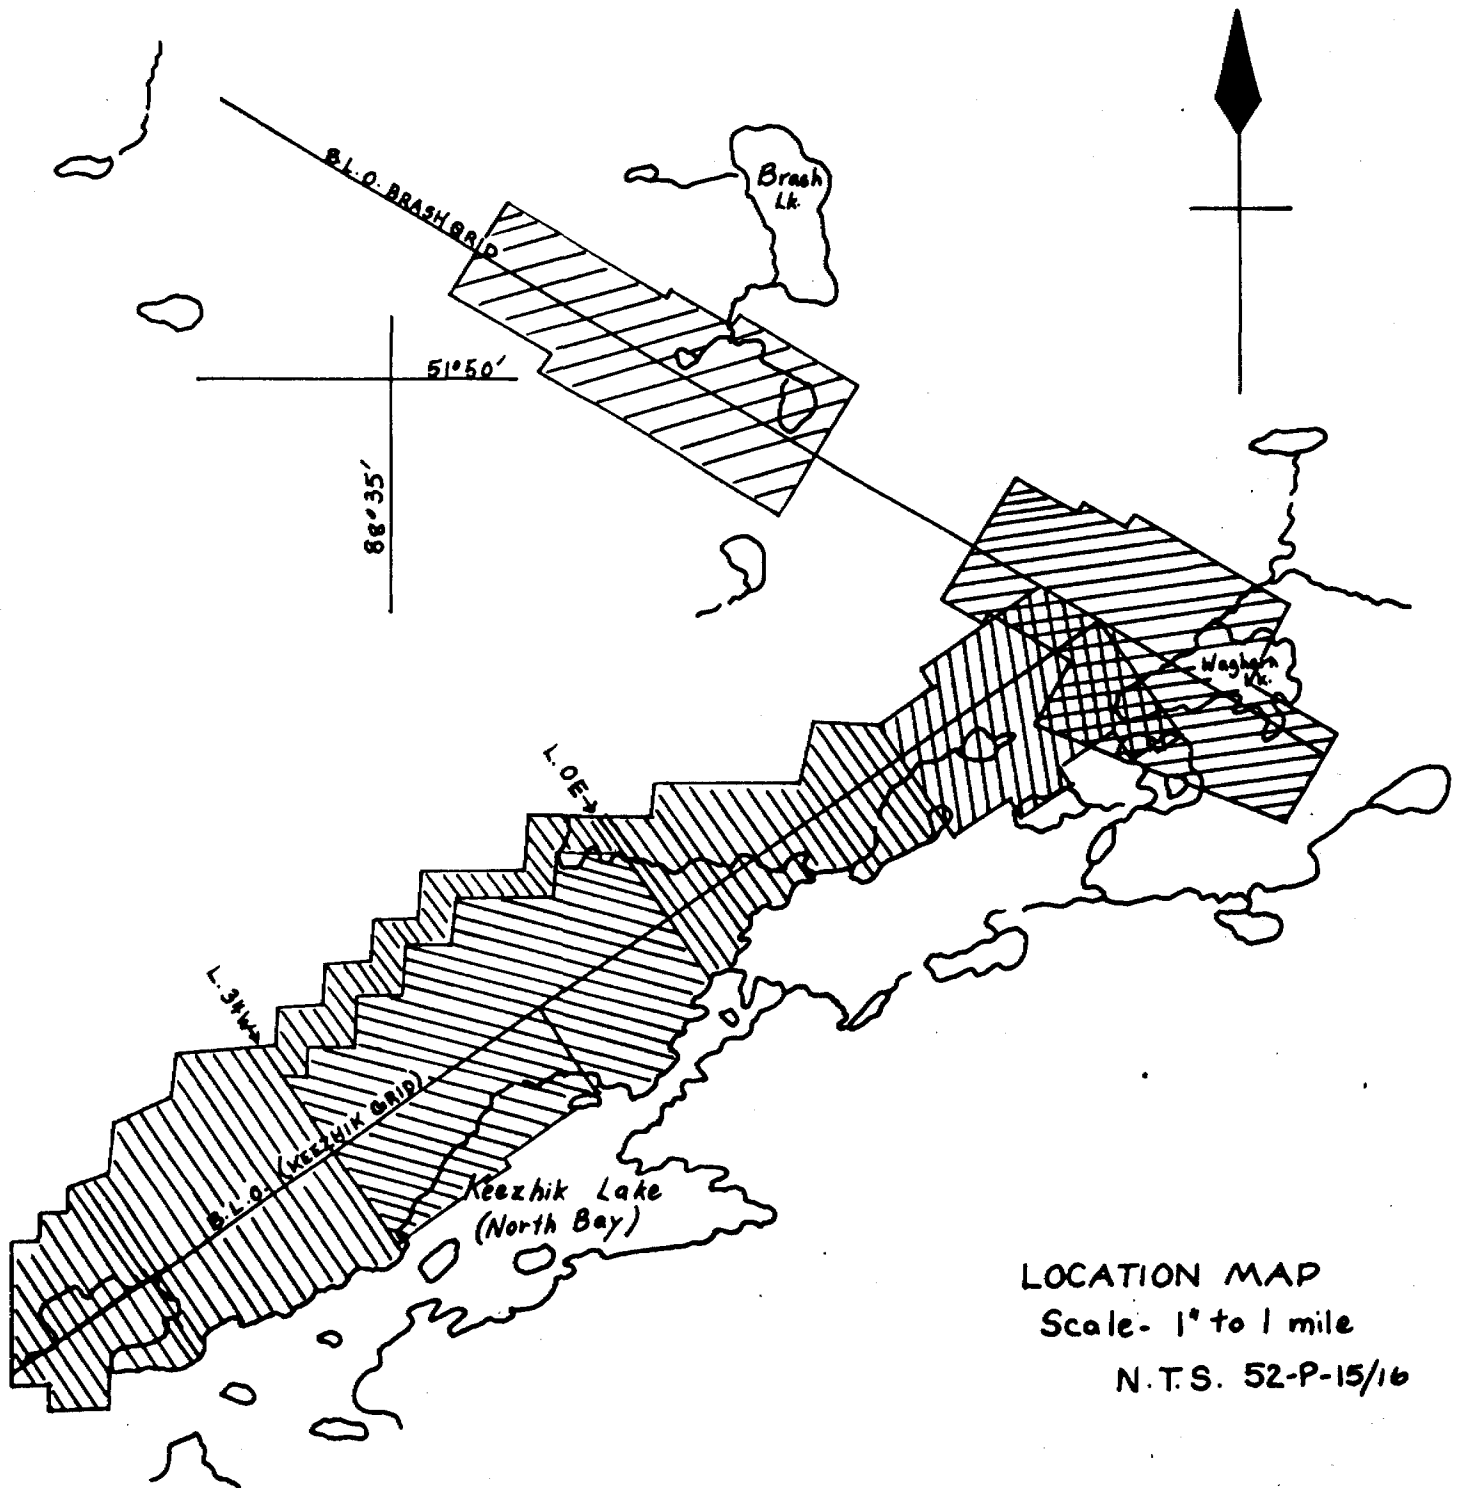 B.L.O. BRASH GRID
Brash
Lk.
51°50′
88°35′
Waghorn
Lk.
L.0E
L.34W
B.L.O. (KEEZHIK GRID)
Keezhik Lake
(North Bay)
LOCATION MAP
Scale - 1" to 1 mile
N.T.S. 52-P-15/16